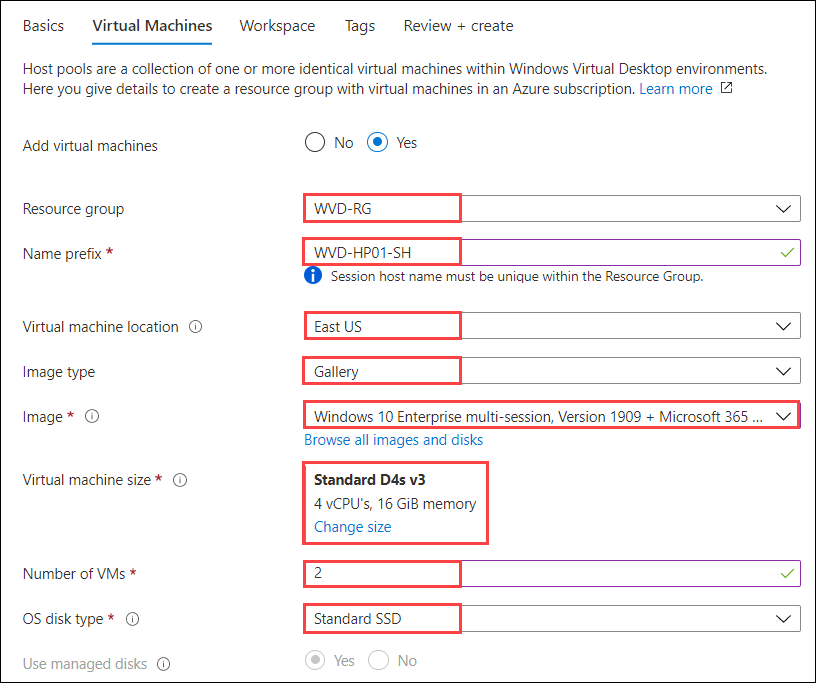 Basics Virtual Machines Workspace Tags Review + create
Host pools are a collection of one or more identical virtual machines within Windows Virtual Desktop environments.
Here you give details to create a resource group with virtual machines in an Azure subscription. Learn more
Add virtual machines No Yes
Resource group WVD-RG
Name prefix * WVD-HP01-SH
Session host name must be unique within the Resource Group.
Virtual machine location East US
Image type Gallery
Image * Windows 10 Enterprise multi-session, Version 1909 + Microsoft 365 ...
Browse all images and disks
Virtual machine size * Standard D4s v3
4 vCPU's, 16 GiB memory
Change size
Number of VMs * 2
OS disk type * Standard SSD
Use managed disks Yes No